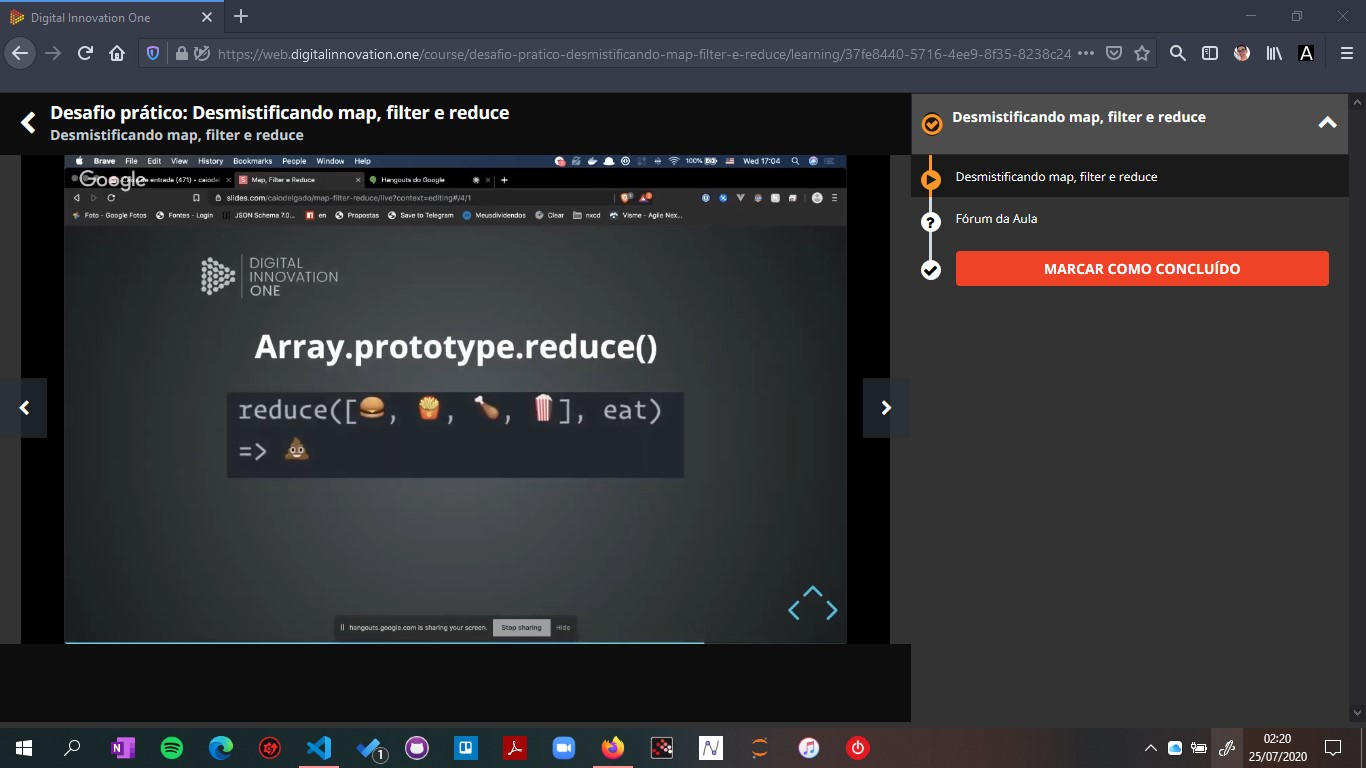 Digital Innovation One
https://web.digitalinnovation.one/course/desafio-pratico-desmistificando-map-filter-e-reduce/learning/37fe8440-5716-4ee9-8f35-8238c24
Desafio prático: Desmistificando map, filter e reduce
Desmistificando map, filter e reduce
Brave File Edit View History Bookmarks People Window Help 100% Wed 17:04
Google
entrada (471) - caiodel Map, Filter e Reduce Hangouts do Google
slides.com/caiodelgado/map-filter-reduce/live?context=editing#/4/1
Foto - Google Fotos Fontes - Login JSON Schema 7.0... en Propostas Save to Telegram Meusdividendos Clear nxcd Visme - Agile Nex...
DIGITAL
INNOVATION
ONE
Array.prototype.reduce()
reduce([🍔, 🍟, 🍗, 🍿], eat)
=> 💩
hangouts.google.com is sharing your screen. Stop sharing Hide
Desmistificando map, filter e reduce
Desmistificando map, filter e reduce
Fórum da Aula
MARCAR COMO CONCLUÍDO
02:20
25/07/2020